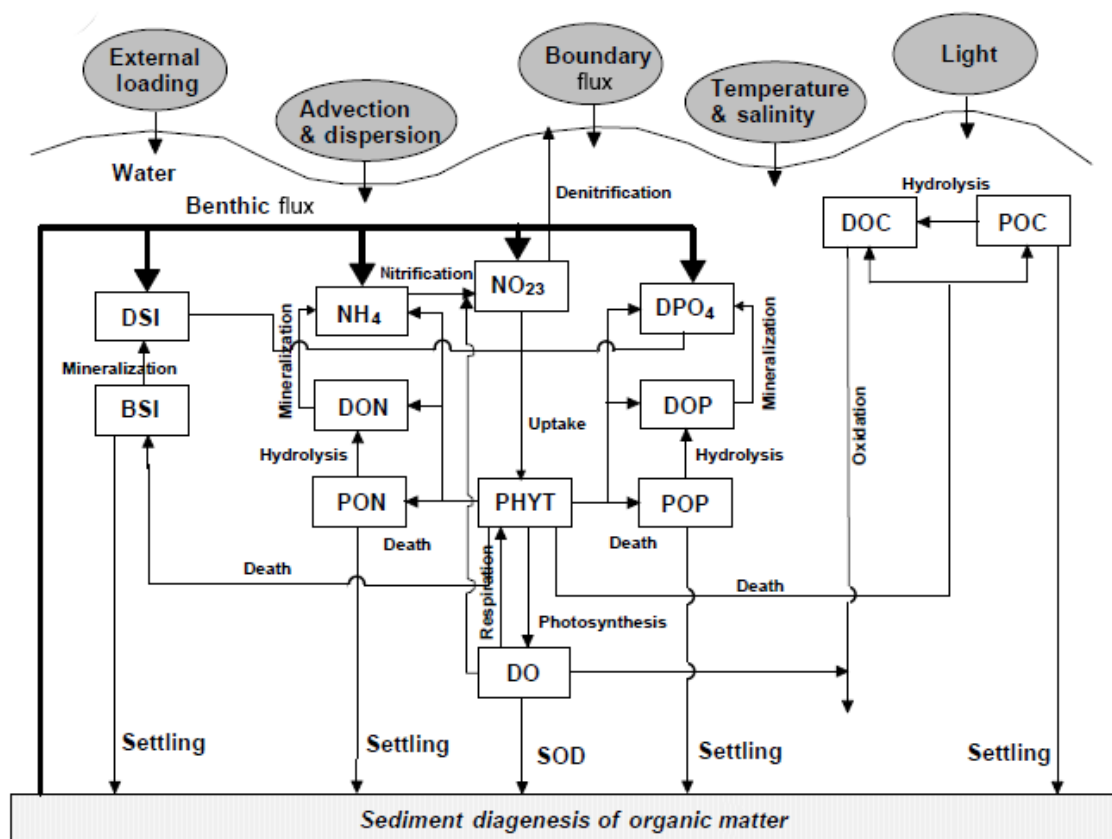 External
loading
Advection
& dispersion
Boundary
flux
Temperature
& salinity
Light
Water
Benthic flux
Denitrification
Hydrolysis
DOC
POC
Nitrification
NO23
DSI
NH4
DPO4
Mineralization
Mineralization
Mineralization
BSI
DON
DOP
Uptake
Oxidation
Hydrolysis
Hydrolysis
PON
PHYT
POP
Death
Death
Death
Death
Respiration
Photosynthesis
DO
Settling
Settling
SOD
Settling
Settling
Sediment diagenesis of organic matter